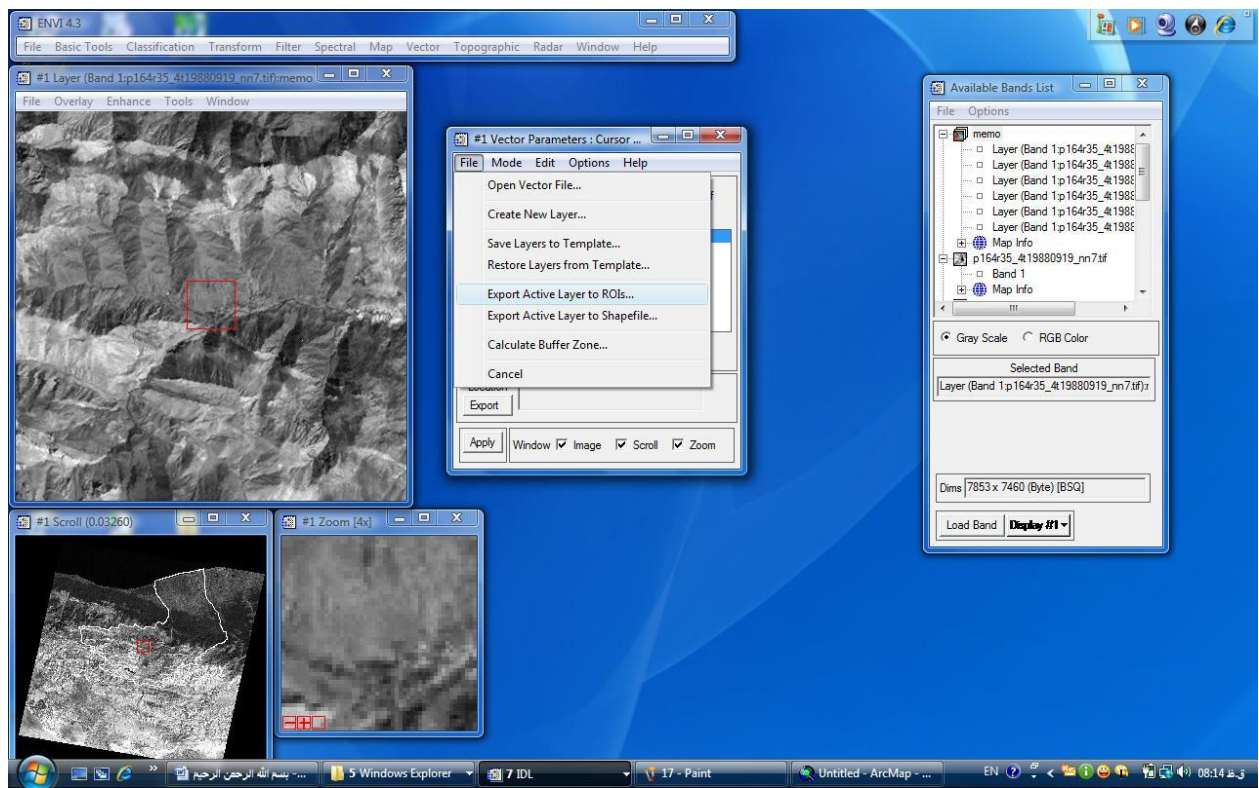 ENVI 4.3
File Basic Tools Classification Transform Filter Spectral Map Vector Topographic Radar Window Help
#1 Layer (Band 1:p164r35_4t19880919_nn7.tif):memo
File Overlay Enhance Tools Window
#1 Vector Parameters : Cursor ...
File Mode Edit Options Help
Open Vector File...
Create New Layer...
Save Layers to Template...
Restore Layers from Template...
Export Active Layer to ROIs...
Export Active Layer to Shapefile...
Calculate Buffer Zone...
Cancel
Location
Export
Apply Window Image Scroll Zoom
Available Bands List
File Options
memo
Layer (Band 1:p164r35_4t1988
Layer (Band 1:p164r35_4t1988
Layer (Band 1:p164r35_4t1988
Layer (Band 1:p164r35_4t1988
Layer (Band 1:p164r35_4t1988
Layer (Band 1:p164r35_4t1988
Map Info
p164r35_4t19880919_nn7.tif
Band 1
Map Info
Gray Scale RGB Color
Selected Band
Layer (Band 1:p164r35_4t19880919_nn7.tif):
Dims 7853 x 7460 (Byte) [BSQ]
Load Band Display #1
#1 Scroll (0.03260)
#1 Zoom [4x]
بسم الله الرحمن الرحيم -...
5 Windows Explorer
7 IDL
17 - Paint
Untitled - ArcMap - ...
EN
08:14 ق.ظ